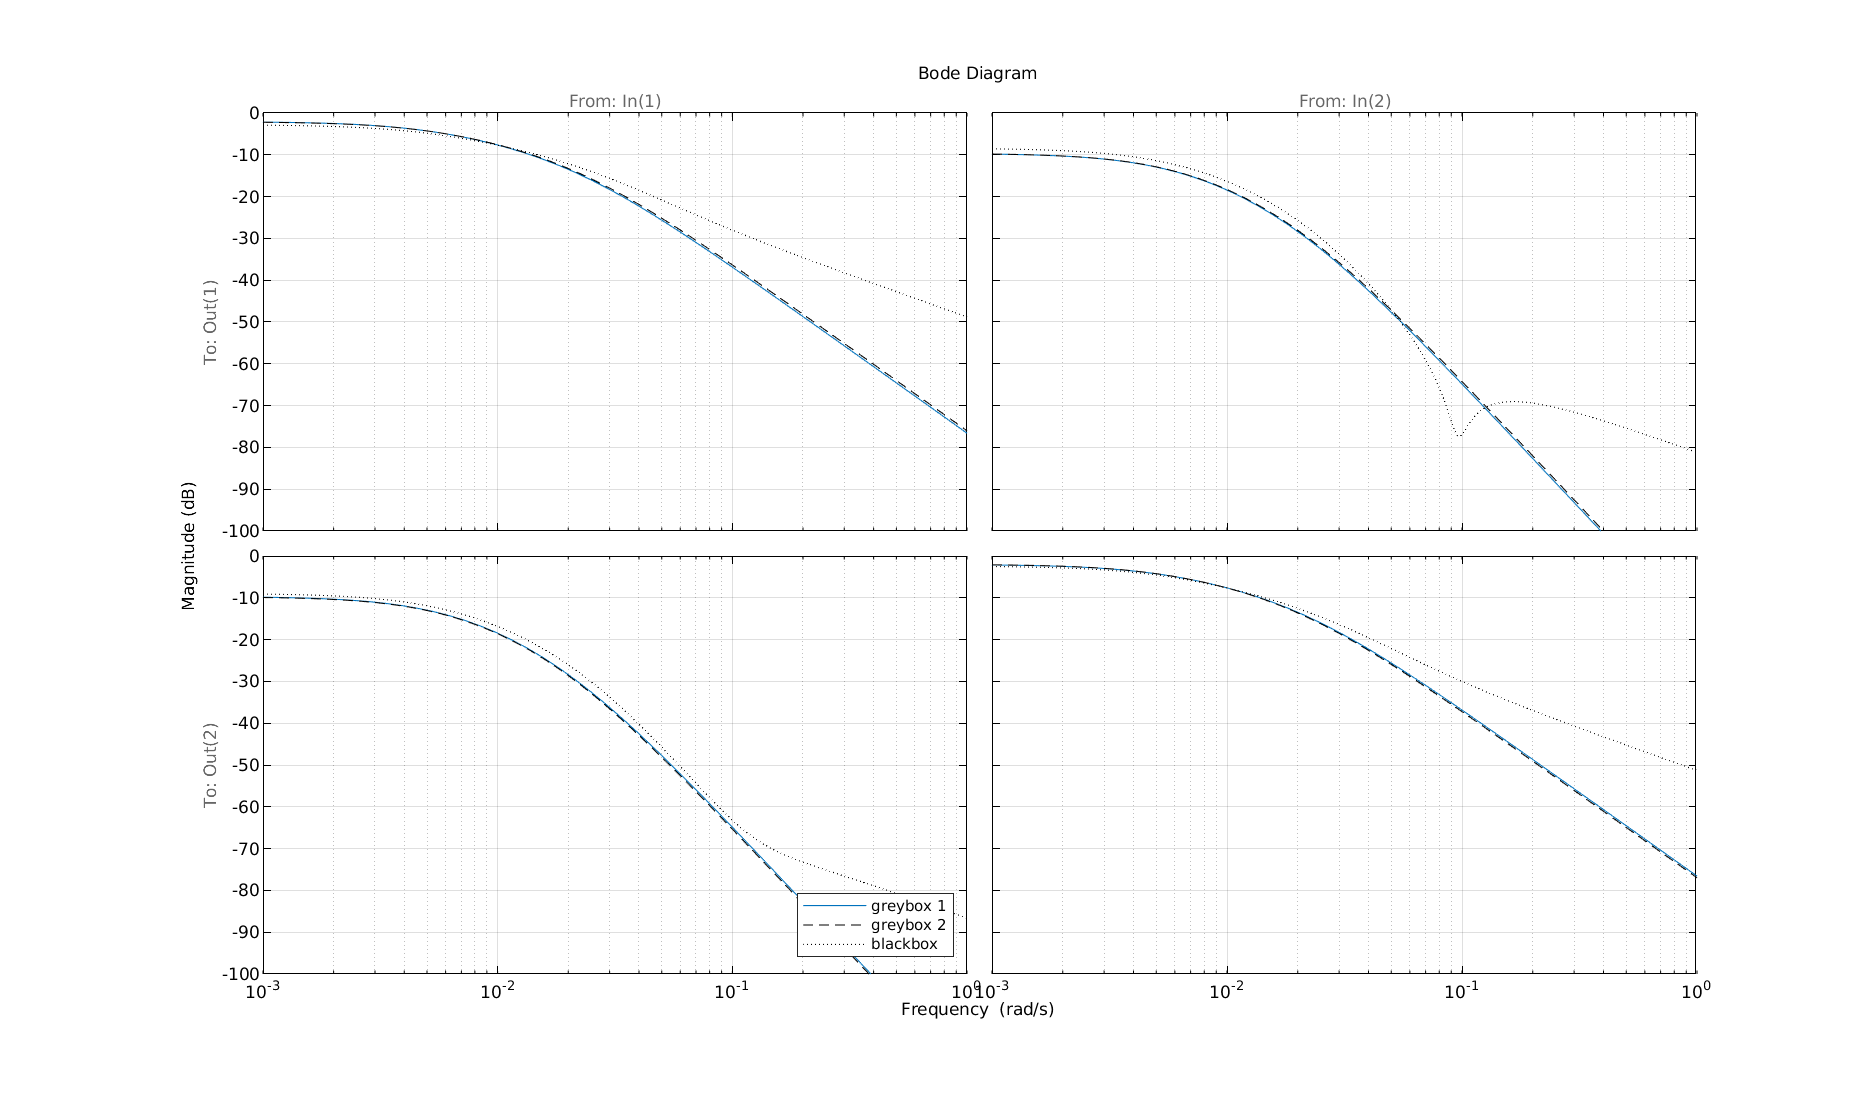 Bode Diagram
From: In(1)
From: In(2)
To: Out(1)
0
-10
-20
-30
-40
-50
-60
-70
-80
-90
-100
Magnitude (dB)
To: Out(2)
0
-10
-20
-30
-40
-50
-60
-70
-80
-90
-100
greybox 1
greybox 2
blackbox
10^-3 10^-2 10^-1 10^0 10^-3 10^-2 10^-1 10^0
Frequency (rad/s)